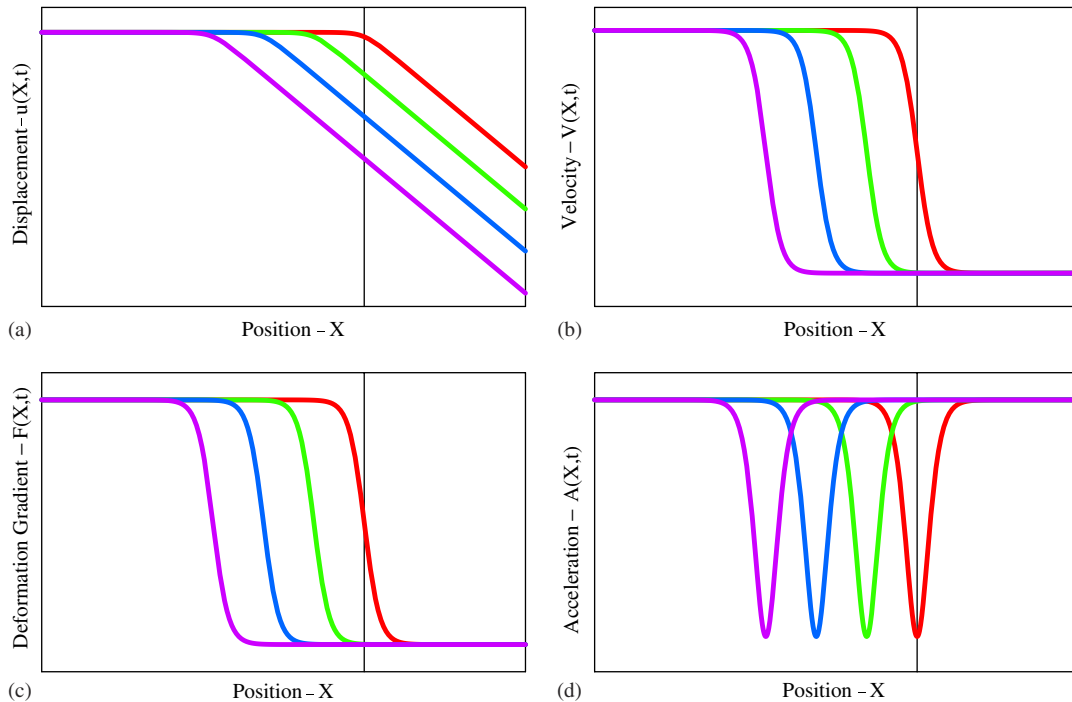 Displacement– u(X,t)
Position – X
(a)
Velocity – V(X,t)
Position – X
(b)
Deformation Gradient – F(X,t)
Position – X
(c)
Acceleration – A(X,t)
Position – X
(d)